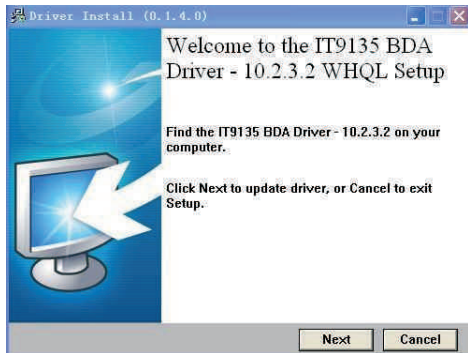 Driver Install (0.1.4.0)
Welcome to the IT9135 BDA
Driver - 10.2.3.2 WHQL Setup
Find the IT9135 BDA Driver - 10.2.3.2 on your
computer.
Click Next to update driver, or Cancel to exit
Setup.
Next
Cancel